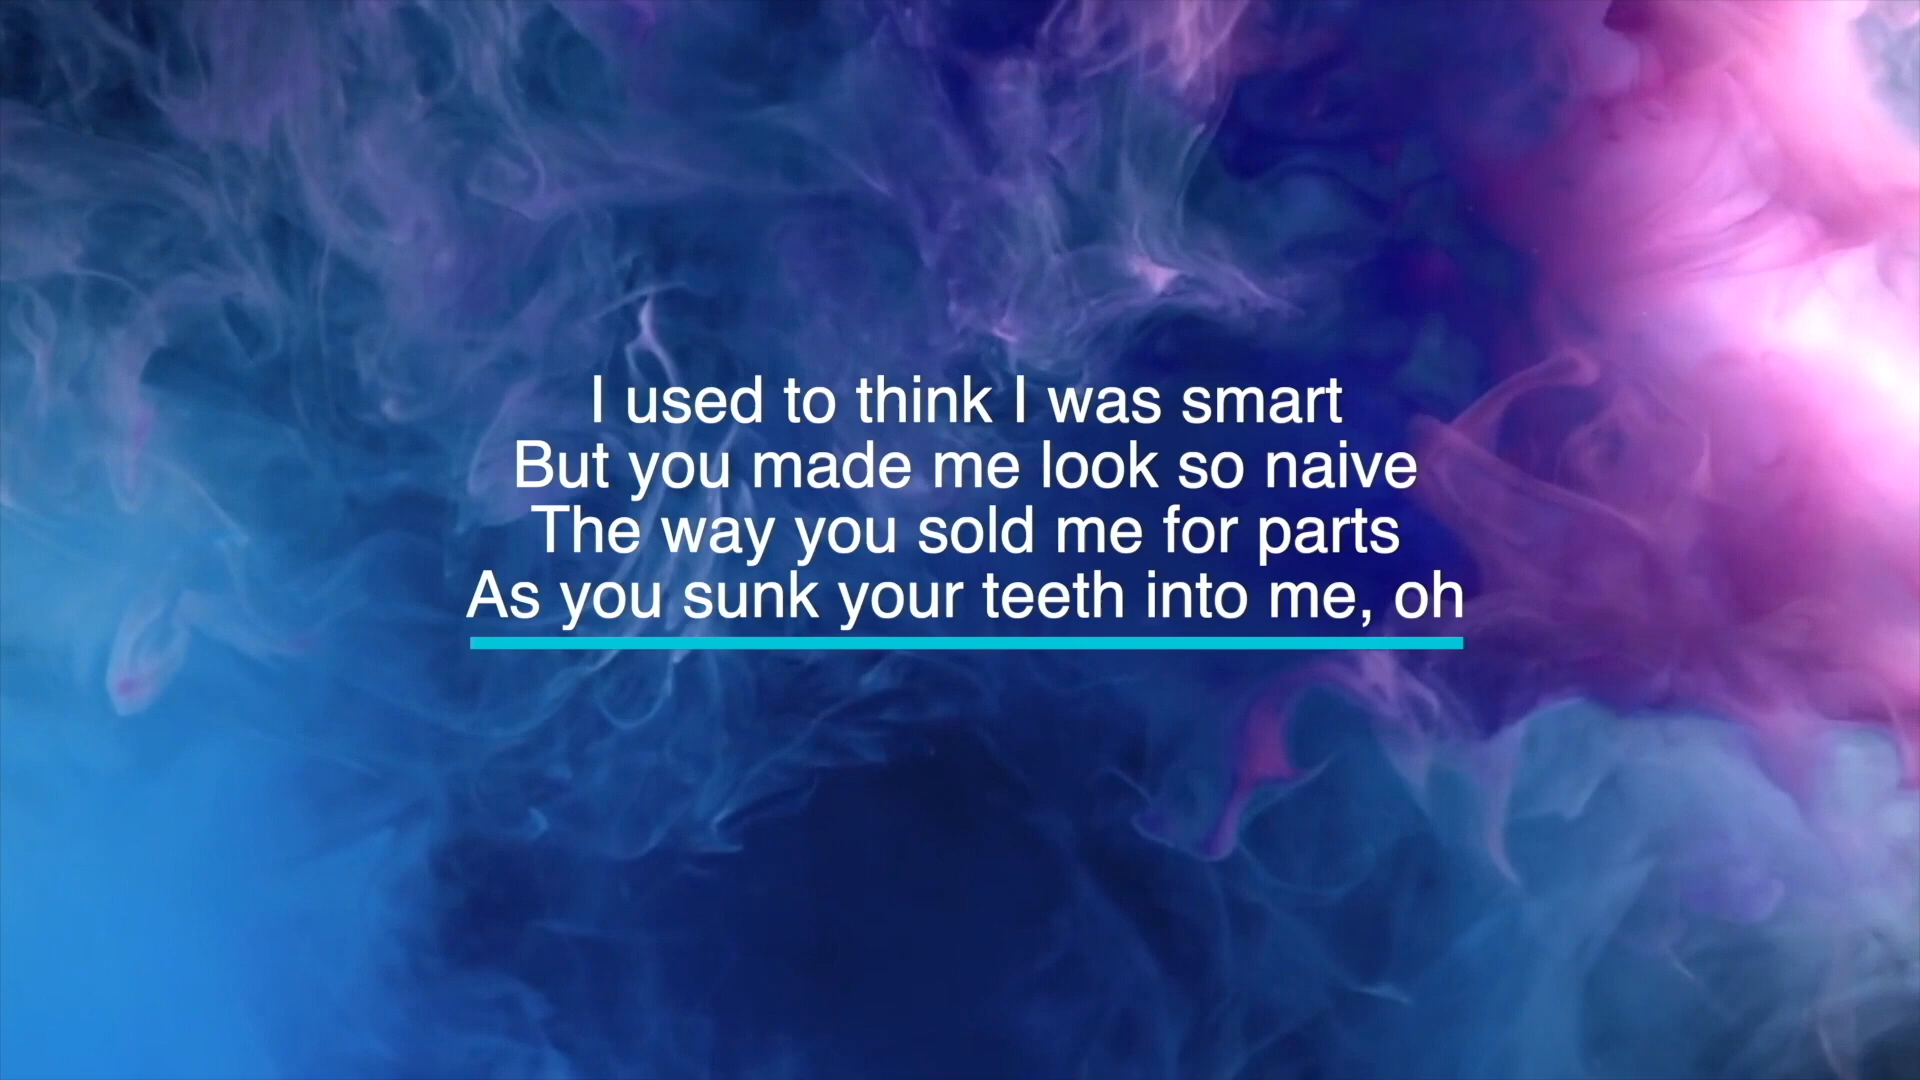 I used to think I was smart
But you made me look so naive
The way you sold me for parts
As you sunk your teeth into me, oh